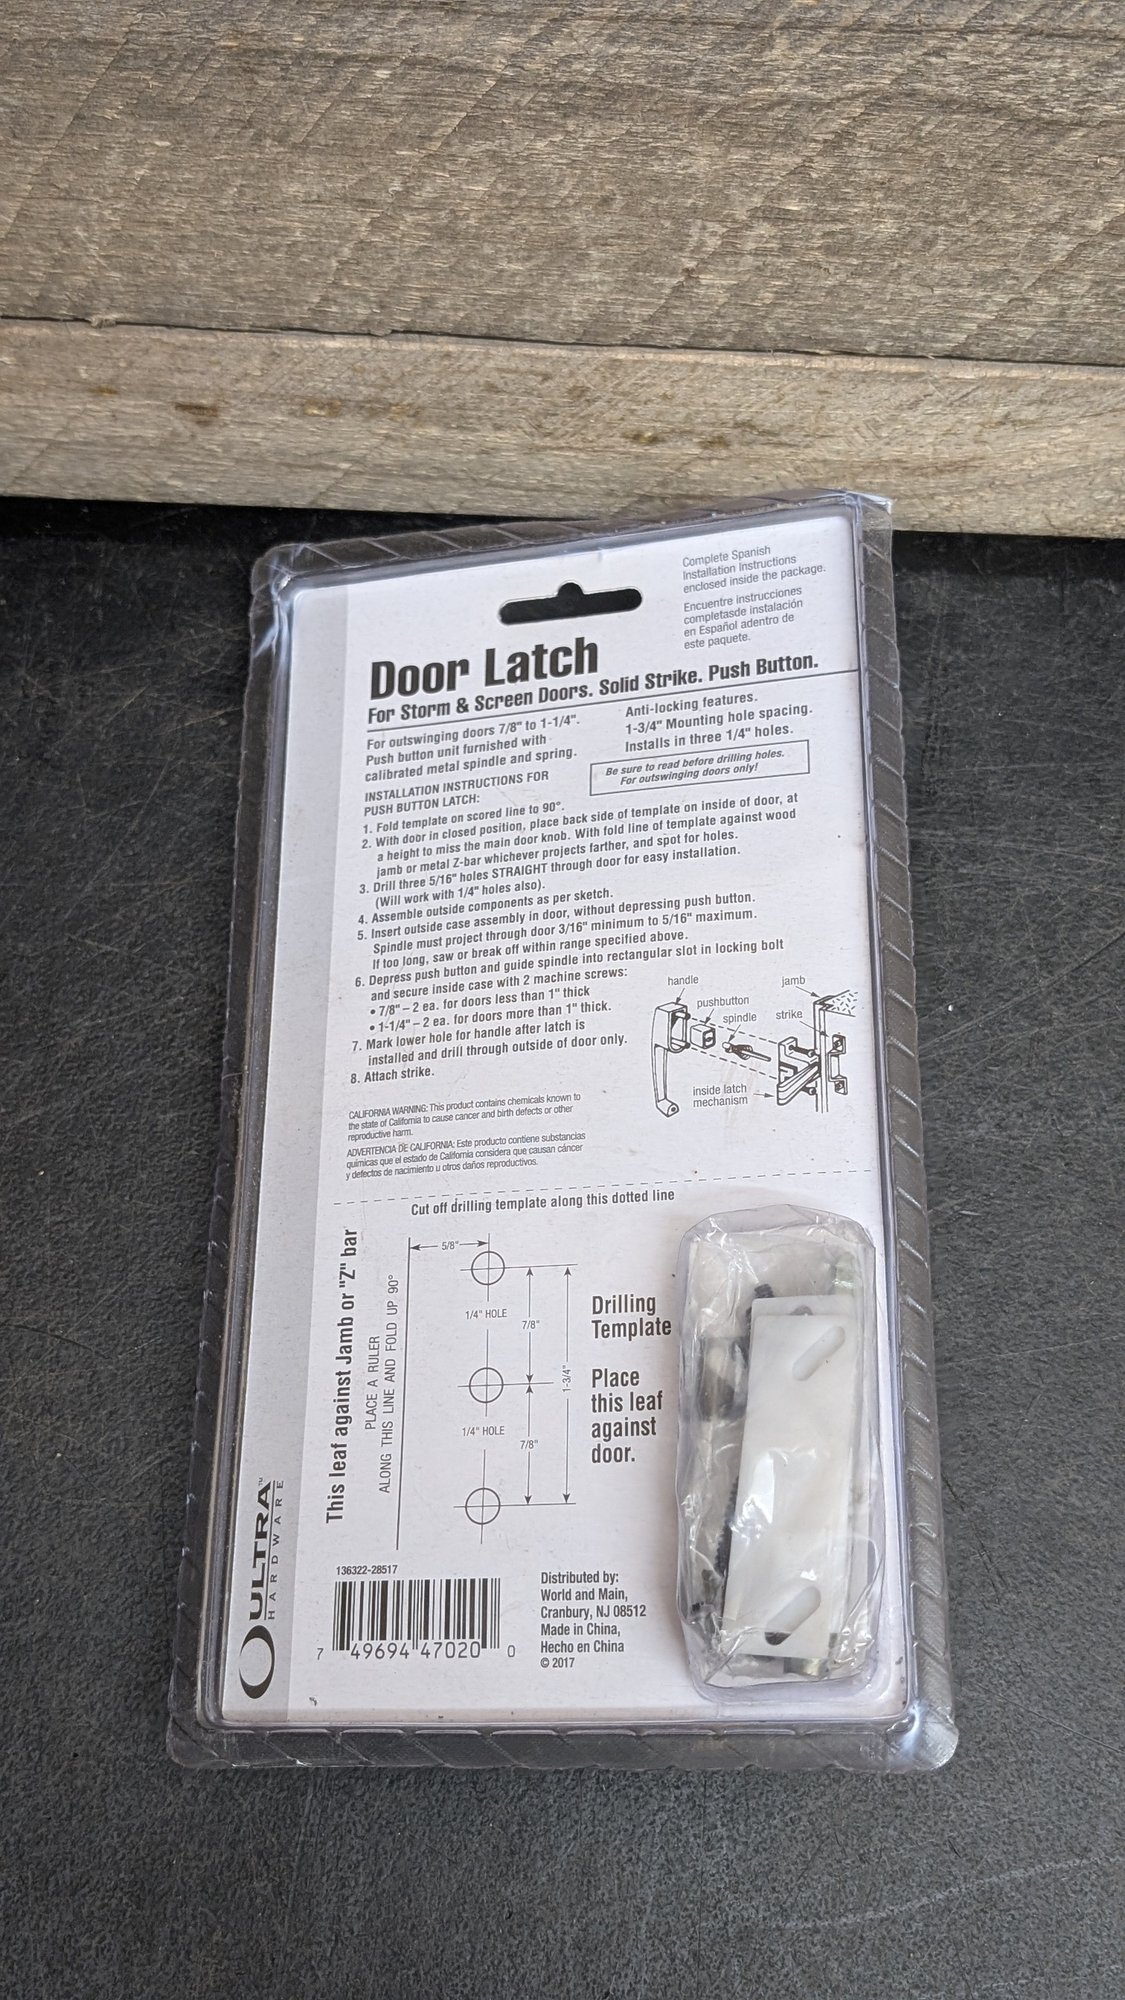 Complete Spanish
Installation Instructions
enclosed inside the package.
Encuentre instrucciones
completasde instalación
en Español adentro de
este paquete.
Door Latch
For Storm & Screen Doors. Solid Strike. Push Button.
For outswinging doors 7/8" to 1-1/4".
Push button unit furnished with
calibrated metal spindle and spring.
Anti-locking features.
1-3/4" Mounting hole spacing.
Installs in three 1/4" holes.
Be sure to read before drilling holes.
For outswinging doors only!
INSTALLATION INSTRUCTIONS FOR
PUSH BUTTON LATCH:
1. Fold template on scored line to 90°.
2. With door in closed position, place back side of template on inside of door, at
a height to miss the main door knob. With fold line of template against wood
jamb or metal Z-bar whichever projects farther, and spot for holes.
3. Drill three 5/16" holes STRAIGHT through door for easy installation.
(Will work with 1/4" holes also).
4. Assemble outside components as per sketch.
5. Insert outside case assembly in door, without depressing push button.
Spindle must project through door 3/16" minimum to 5/16" maximum.
If too long, saw or break off within range specified above.
6. Depress push button and guide spindle into rectangular slot in locking bolt
and secure inside case with 2 machine screws:
• 7/8" – 2 ea. for doors less than 1" thick
• 1-1/4" – 2 ea. for doors more than 1" thick.
7. Mark lower hole for handle after latch is
installed and drill through outside of door only.
8. Attach strike.
handle
pushbutton
spindle
jamb
strike
inside latch
mechanism
CALIFORNIA WARNING: This product contains chemicals known to
the state of California to cause cancer and birth defects or other
reproductive harm.
ADVERTENCIA DE CALIFORNIA: Este producto contiene substancias
químicas que el estado de California considera que causan cáncer
y defectos de nacimiento u otros daños reproductivos.
Cut off drilling template along this dotted line
This leaf against Jamb or "Z" bar
PLACE A RULER
ALONG THIS LINE AND FOLD UP 90°
5/8"
1/4" HOLE
7/8"
1-3/4"
1/4" HOLE
7/8"
Drilling
Template
Place
this leaf
against
door.
ULTRA™
HARDWARE
136322-28517
7 49694 47020 0
Distributed by:
World and Main,
Cranbury, NJ 08512
Made in China,
Hecho en China
© 2017